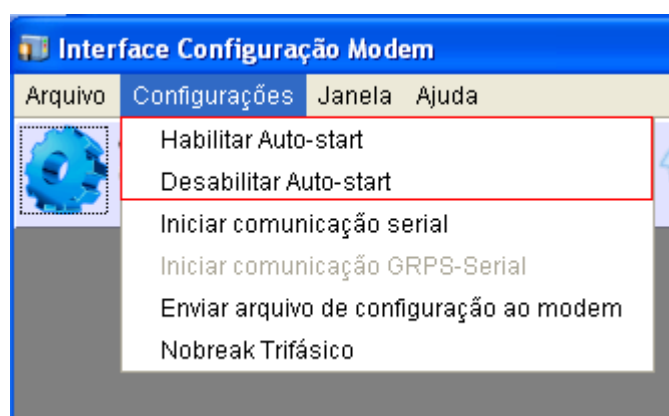 Interface Configuração Modem
Arquivo Configurações Janela Ajuda
Habilitar Auto-start
Desabilitar Auto-start
Iniciar comunicação serial
Iniciar comunicação GRPS-Serial
Enviar arquivo de configuração ao modem
Nobreak Trifásico